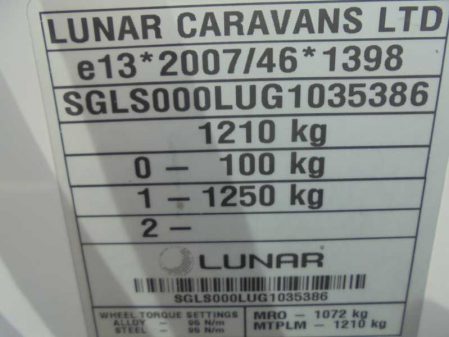 LUNAR CARAVANS LTD
e13*2007/46*1398
SGLS000LUG1035386
1210 kg
0 – 100 kg
1 – 1250 kg
2 –
LUNAR
SGLS000LUG1035386
WHEEL TORQUE SETTINGS
ALLOY – 95 N/m
STEEL – 95 N/m
MRO – 1072 kg
MTPLM – 1210 kg